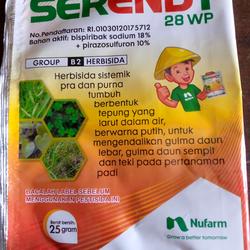 SERENDY
28 WP
No.Pendaftaran: RI.01030120175712
Bahan aktif: bispiribak sodium 18%
+ pirazosulfuron 10%
GROUP B2 HERBISIDA
Herbisida sistemik
pra dan purna
tumbuh
berbentuk
tepung yang
larut dalam air,
berwarna putih, untuk
mengendalikan gulma daun
lebar, gulma daun sempit
dan teki pada pertanaman
padi
BACALAH LABEL SEBELUM
MENGGUNAKAN PESTISIDA INI
Berat bersih:
25 gram
Nufarm
Grow a better tomorrow